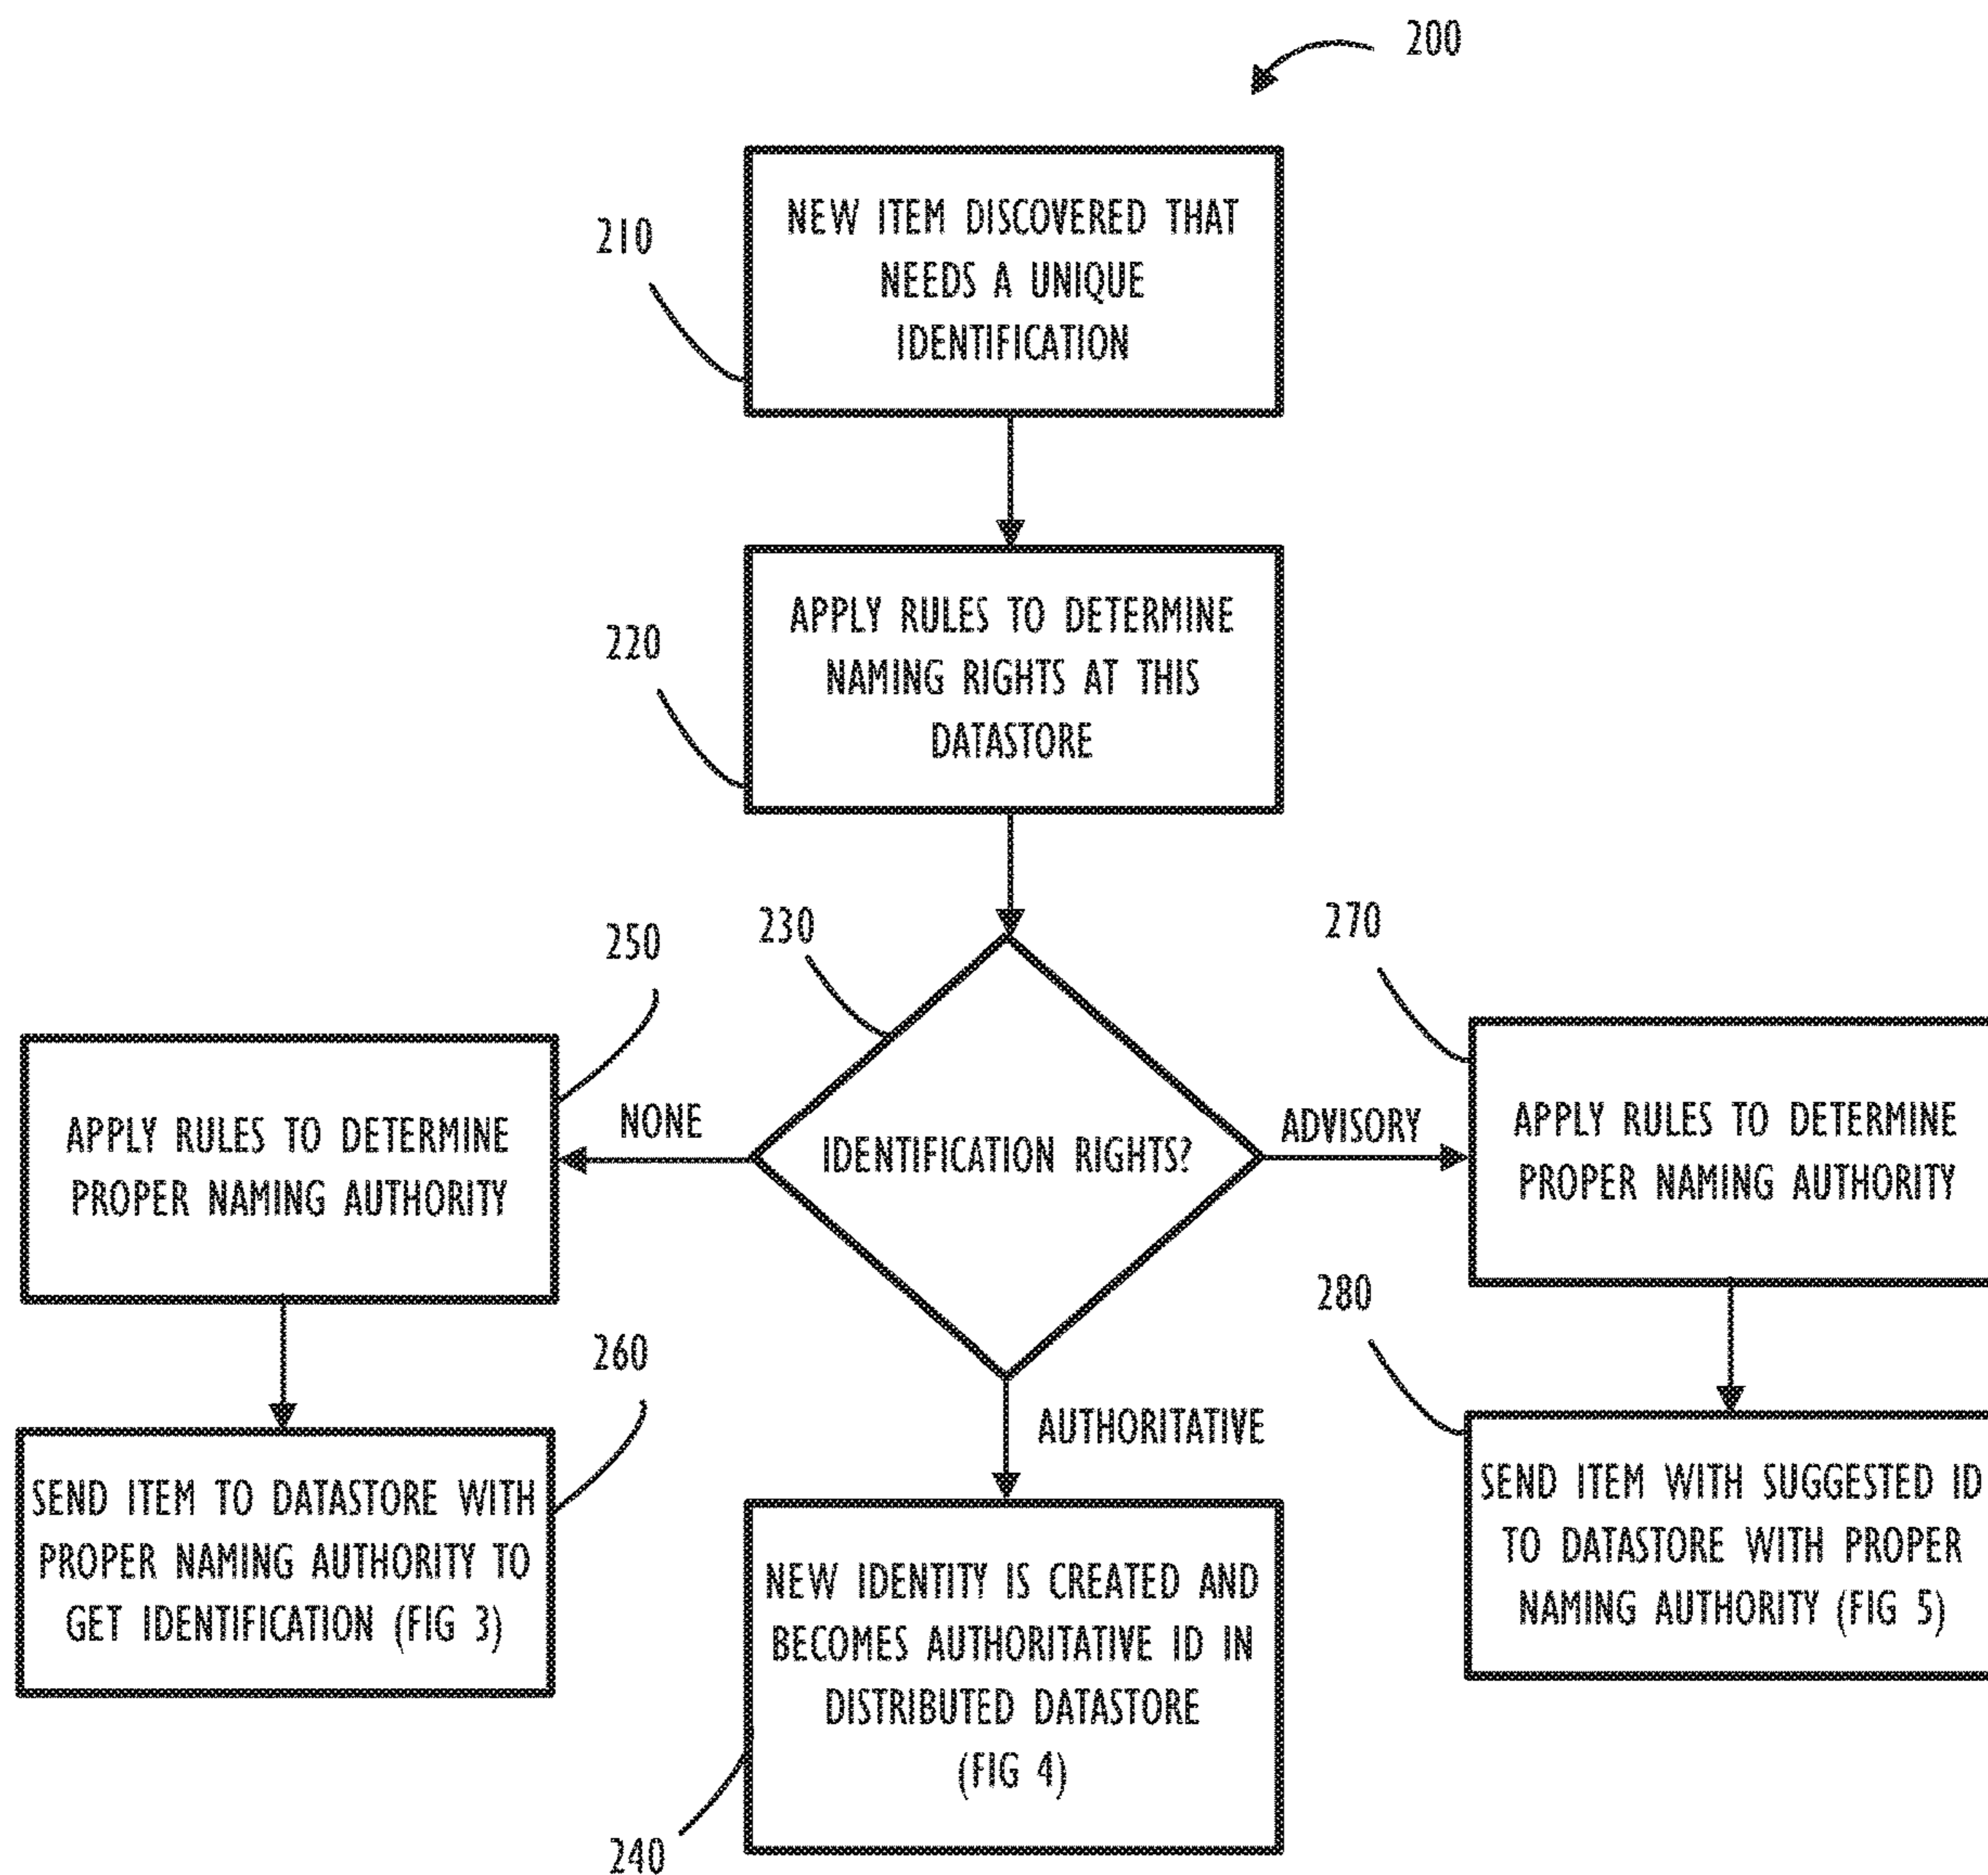 200
210
NEW ITEM DISCOVERED THAT
NEEDS A UNIQUE
IDENTIFICATION
220
APPLY RULES TO DETERMINE
NAMING RIGHTS AT THIS
DATASTORE
230
IDENTIFICATION RIGHTS?
NONE
ADVISORY
AUTHORITATIVE
250
APPLY RULES TO DETERMINE
PROPER NAMING AUTHORITY
260
SEND ITEM TO DATASTORE WITH
PROPER NAMING AUTHORITY TO
GET IDENTIFICATION (FIG 3)
240
NEW IDENTITY IS CREATED AND
BECOMES AUTHORITATIVE ID IN
DISTRIBUTED DATASTORE
(FIG 4)
270
APPLY RULES TO DETERMINE
PROPER NAMING AUTHORITY
280
SEND ITEM WITH SUGGESTED ID
TO DATASTORE WITH PROPER
NAMING AUTHORITY (FIG 5)